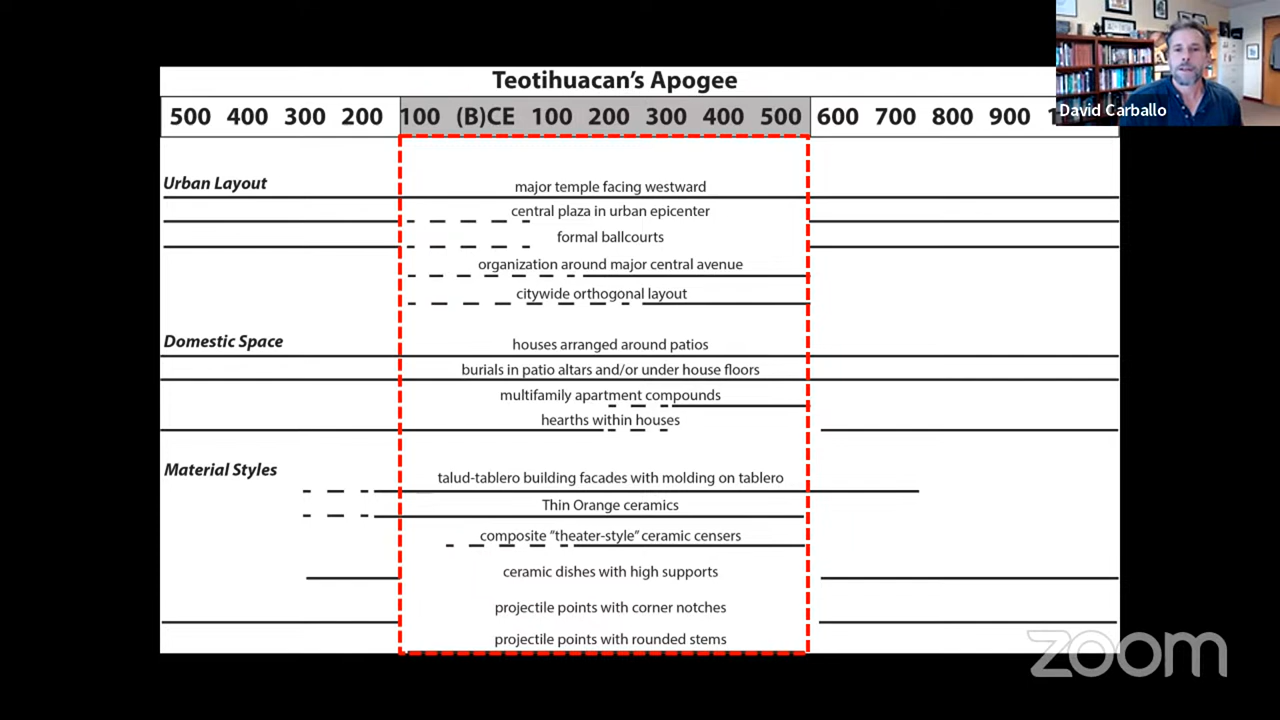 Teotihuacan's Apogee
500 400 300 200 100 (B)CE 100 200 300 400 500 600 700 800 900
David Carballo
Urban Layout
major temple facing westward
central plaza in urban epicenter
formal ballcourts
organization around major central avenue
citywide orthogonal layout
Domestic Space
houses arranged around patios
burials in patio altars and/or under house floors
multifamily apartment compounds
hearths within houses
Material Styles
talud-tablero building facades with molding on tablero
Thin Orange ceramics
composite "theater-style" ceramic censers
ceramic dishes with high supports
projectile points with corner notches
projectile points with rounded stems
zoom